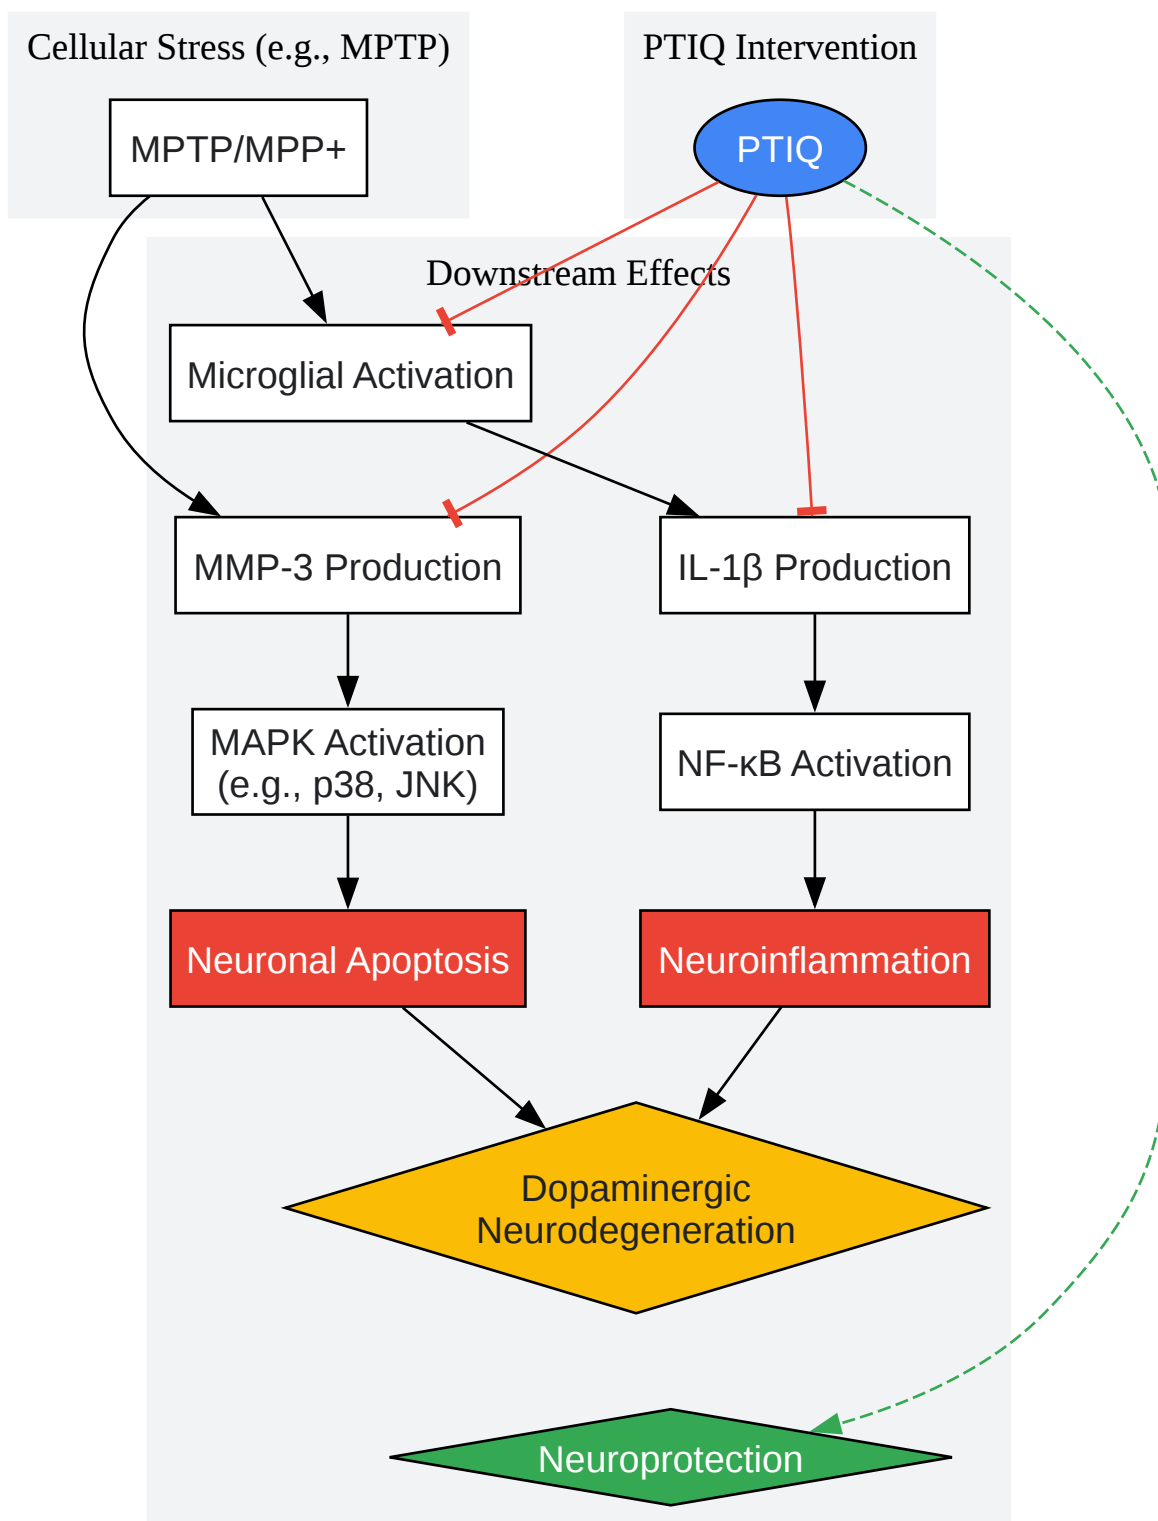 Cellular Stress (e.g., MPTP)
PTIQ Intervention
MPTP/MPP+
PTIQ
Downstream Effects
Microglial Activation
MMP-3 Production
IL-1β Production
MAPK Activation
(e.g., p38, JNK)
NF-κB Activation
Neuronal Apoptosis
Neuroinflammation
Dopaminergic
Neurodegeneration
Neuroprotection